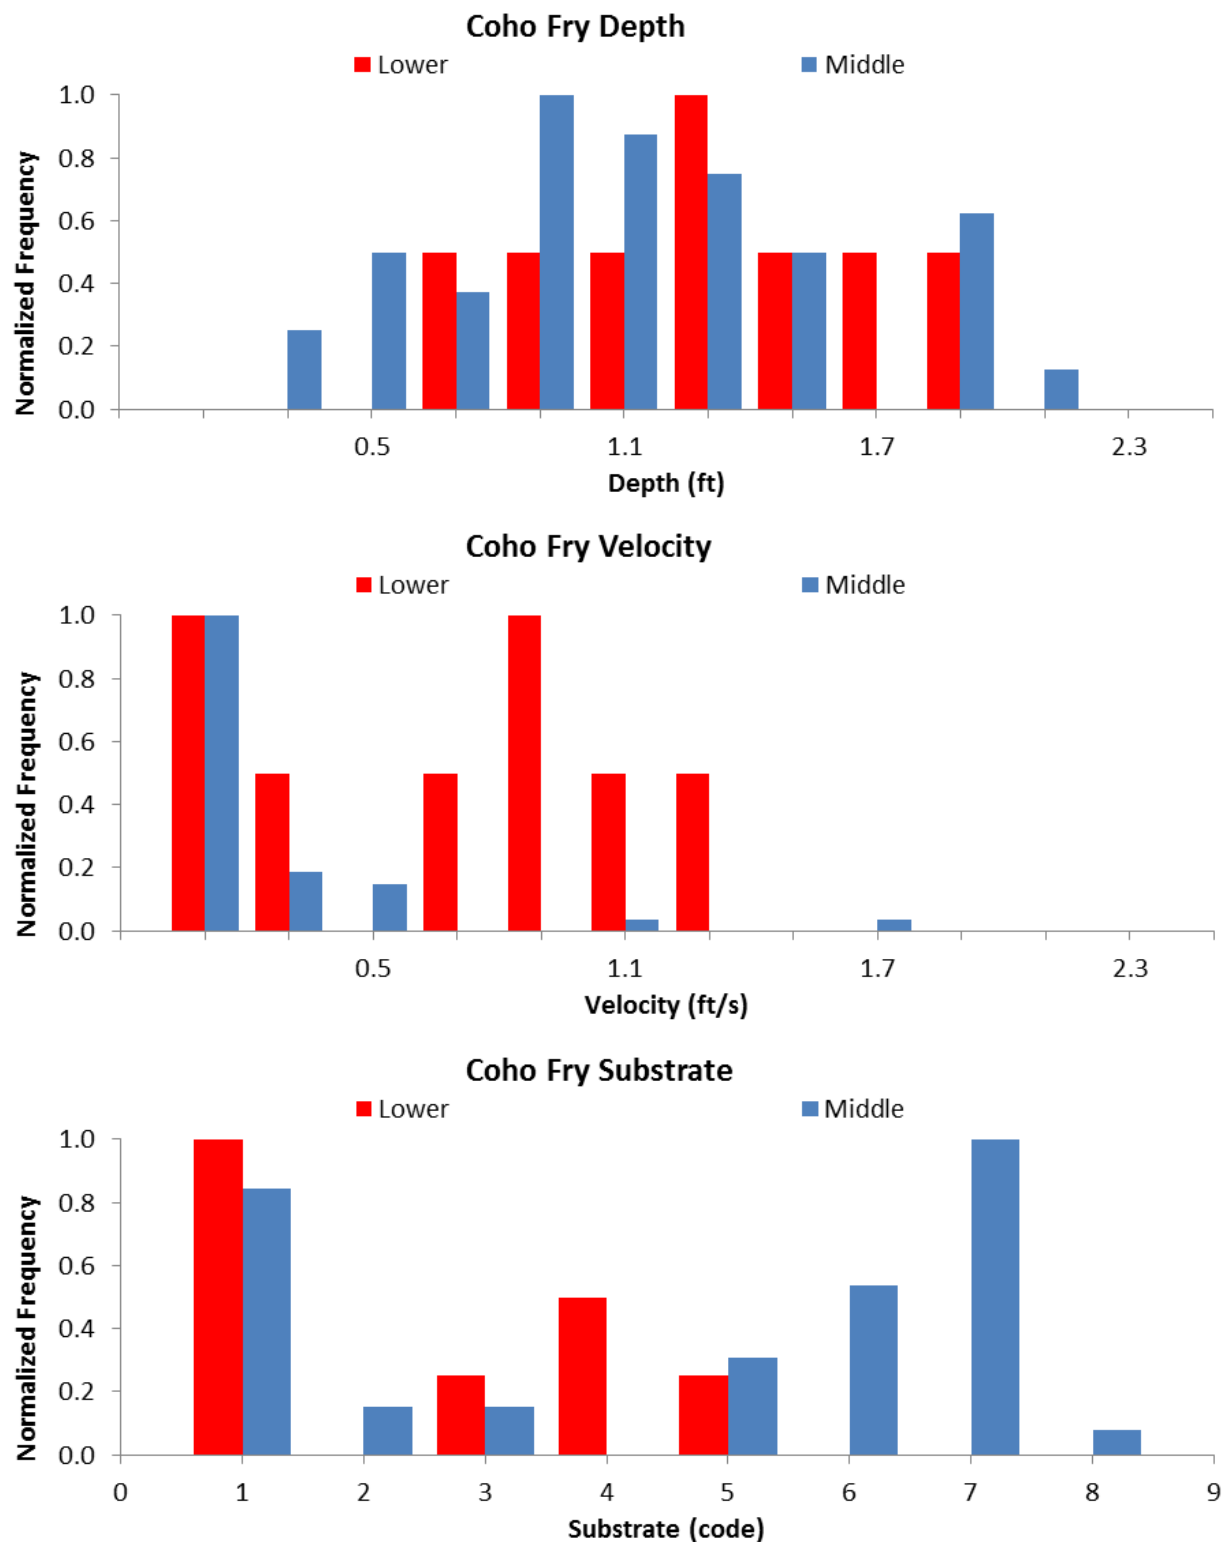 Coho Fry Depth
Lower Middle
Normalized Frequency
1.0
0.8
0.6
0.4
0.2
0.0
0.5 1.1 1.7 2.3
Depth (ft)
Coho Fry Velocity
Lower Middle
Normalized Frequency
1.0
0.8
0.6
0.4
0.2
0.0
0.5 1.1 1.7 2.3
Velocity (ft/s)
Coho Fry Substrate
Lower Middle
Normalized Frequency
1.0
0.8
0.6
0.4
0.2
0.0
0 1 2 3 4 5 6 7 8 9
Substrate (code)